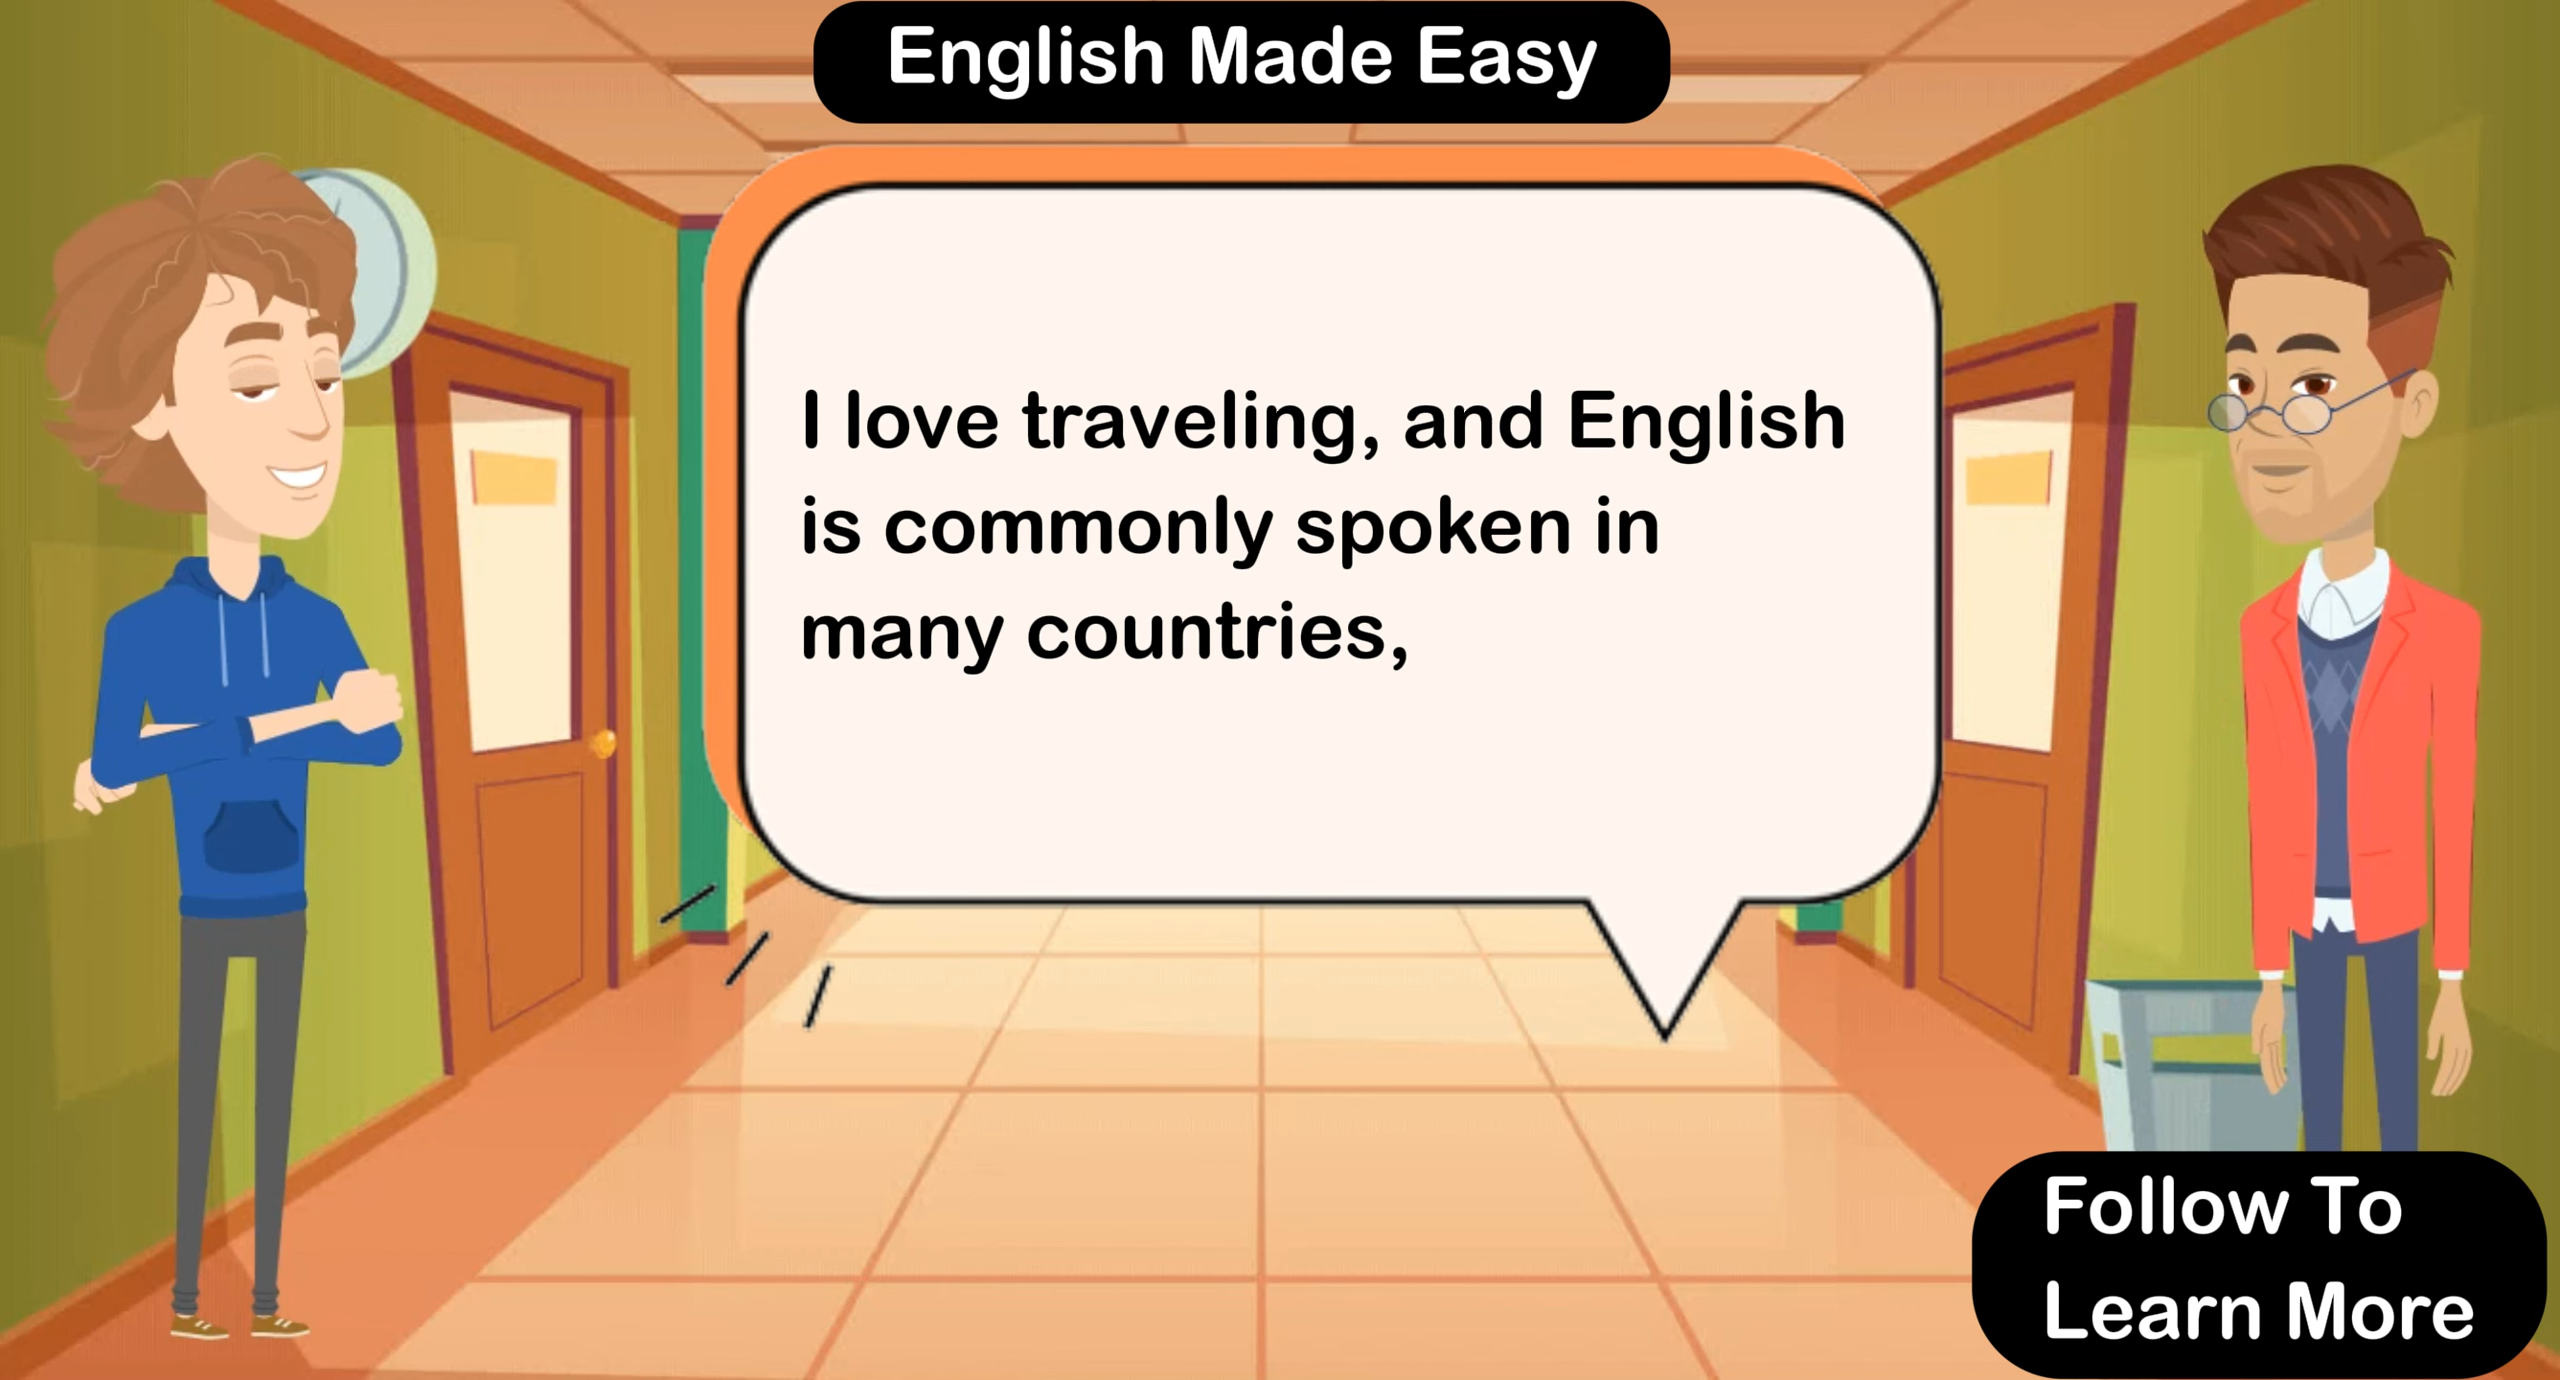 English Made Easy
I love traveling, and English
is commonly spoken in
many countries,
Follow To
Learn More